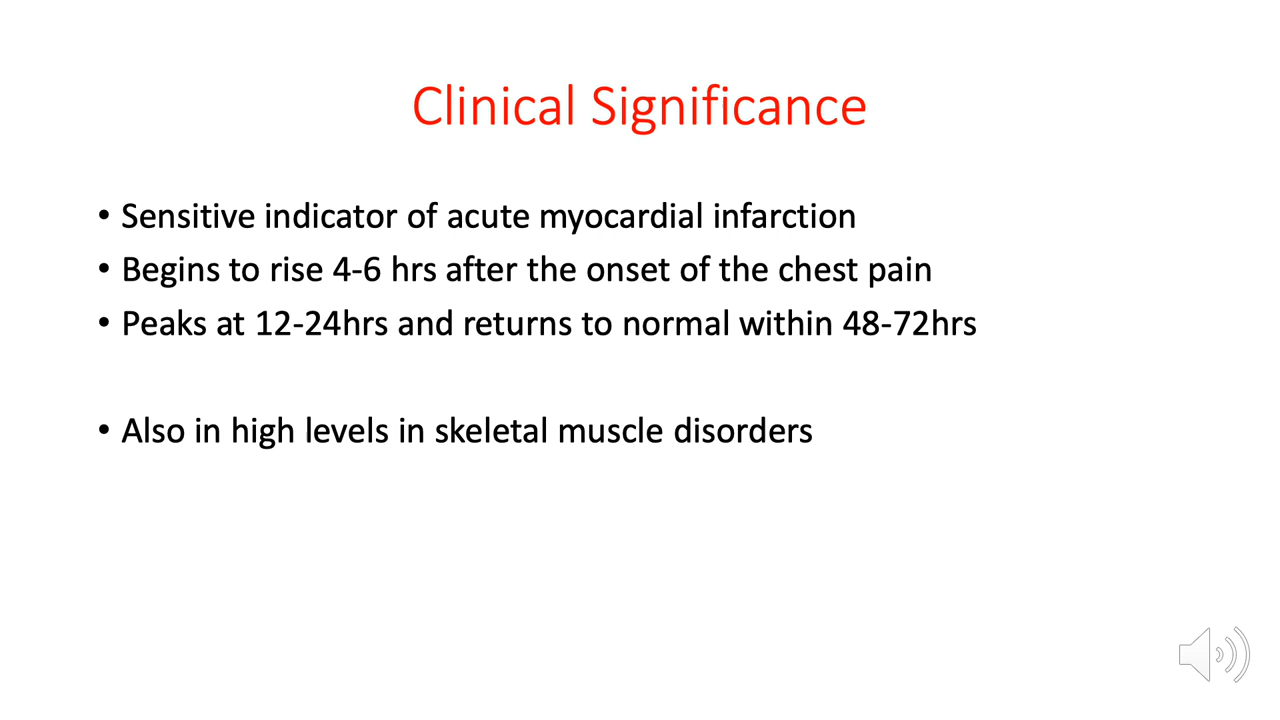 Clinical Significance
• Sensitive indicator of acute myocardial infarction
• Begins to rise 4-6 hrs after the onset of the chest pain
• Peaks at 12-24hrs and returns to normal within 48-72hrs
• Also in high levels in skeletal muscle disorders